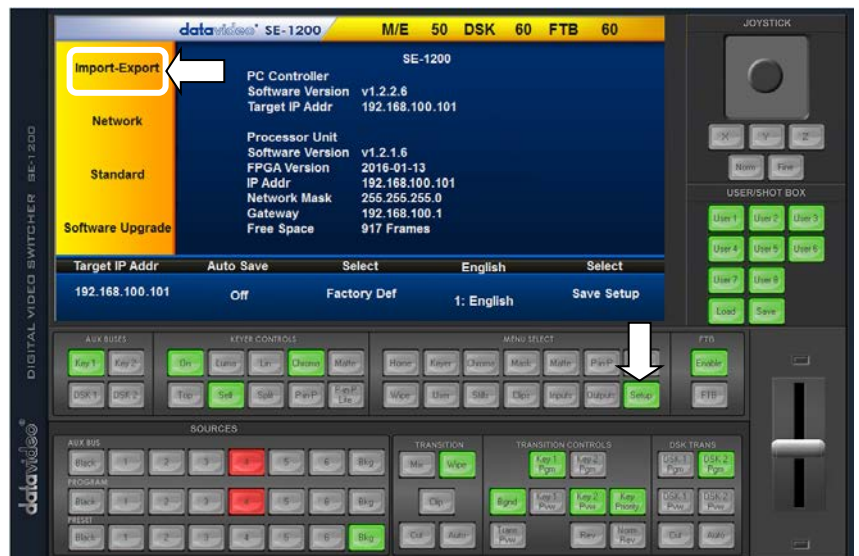 datavideo SE-1200 M/E 50 DSK 60 FTB 60
JOYSTICK
Import-Export
Network
Standard
Software Upgrade
SE-1200
PC Controller
Software Version v1.2.2.6
Target IP Addr 192.168.100.101
Processor Unit
Software Version v1.2.1.6
FPGA Version 2016-01-13
IP Addr 192.168.100.101
Network Mask 255.255.255.0
Gateway 192.168.100.1
Free Space 917 Frames
Target IP Addr Auto Save Select English Select
192.168.100.101 Off Factory Def 1: English Save Setup
X Y Z
Norm Fine
USER/SHOT BOX
User 1 User 2 User 3
User 4 User 5 User 6
User 7 User 8
Load Save
DIGITAL VIDEO SWITCHER SE-1200
datavideo
AUX BUSES KEYER CONTROLS MENU SELECT FTB
Key 1 Key 2 On Luma Lin Chroma Matte Home Keyer Chroma Mask Matte P in P Enable
DSK 1 DSK 2 Top Self Split P in P P in P Lite Wipe User Stills Clips Inputs Outputs Setup FTB
SOURCES
AUX BUS
Black 1 2 3 4 5 6 Bkg
PROGRAM
Black 1 2 3 4 5 6 Bkg
PRESET
Black 1 2 3 4 5 6 Bkg
TRANSITION
Mix Wipe
Clip
Cut Auto
TRANSITION CONTROLS
Key 1 Pgm Key 2 Pgm
Bgnd Key 1 Pvw Key 2 Pvw Key Priority
Trans Pvw Rev Norm Rev
DSK TRANS
DSK 1 Pgm DSK 2 Pgm
DSK 1 Pvw DSK 2 Pvw
Cut Auto